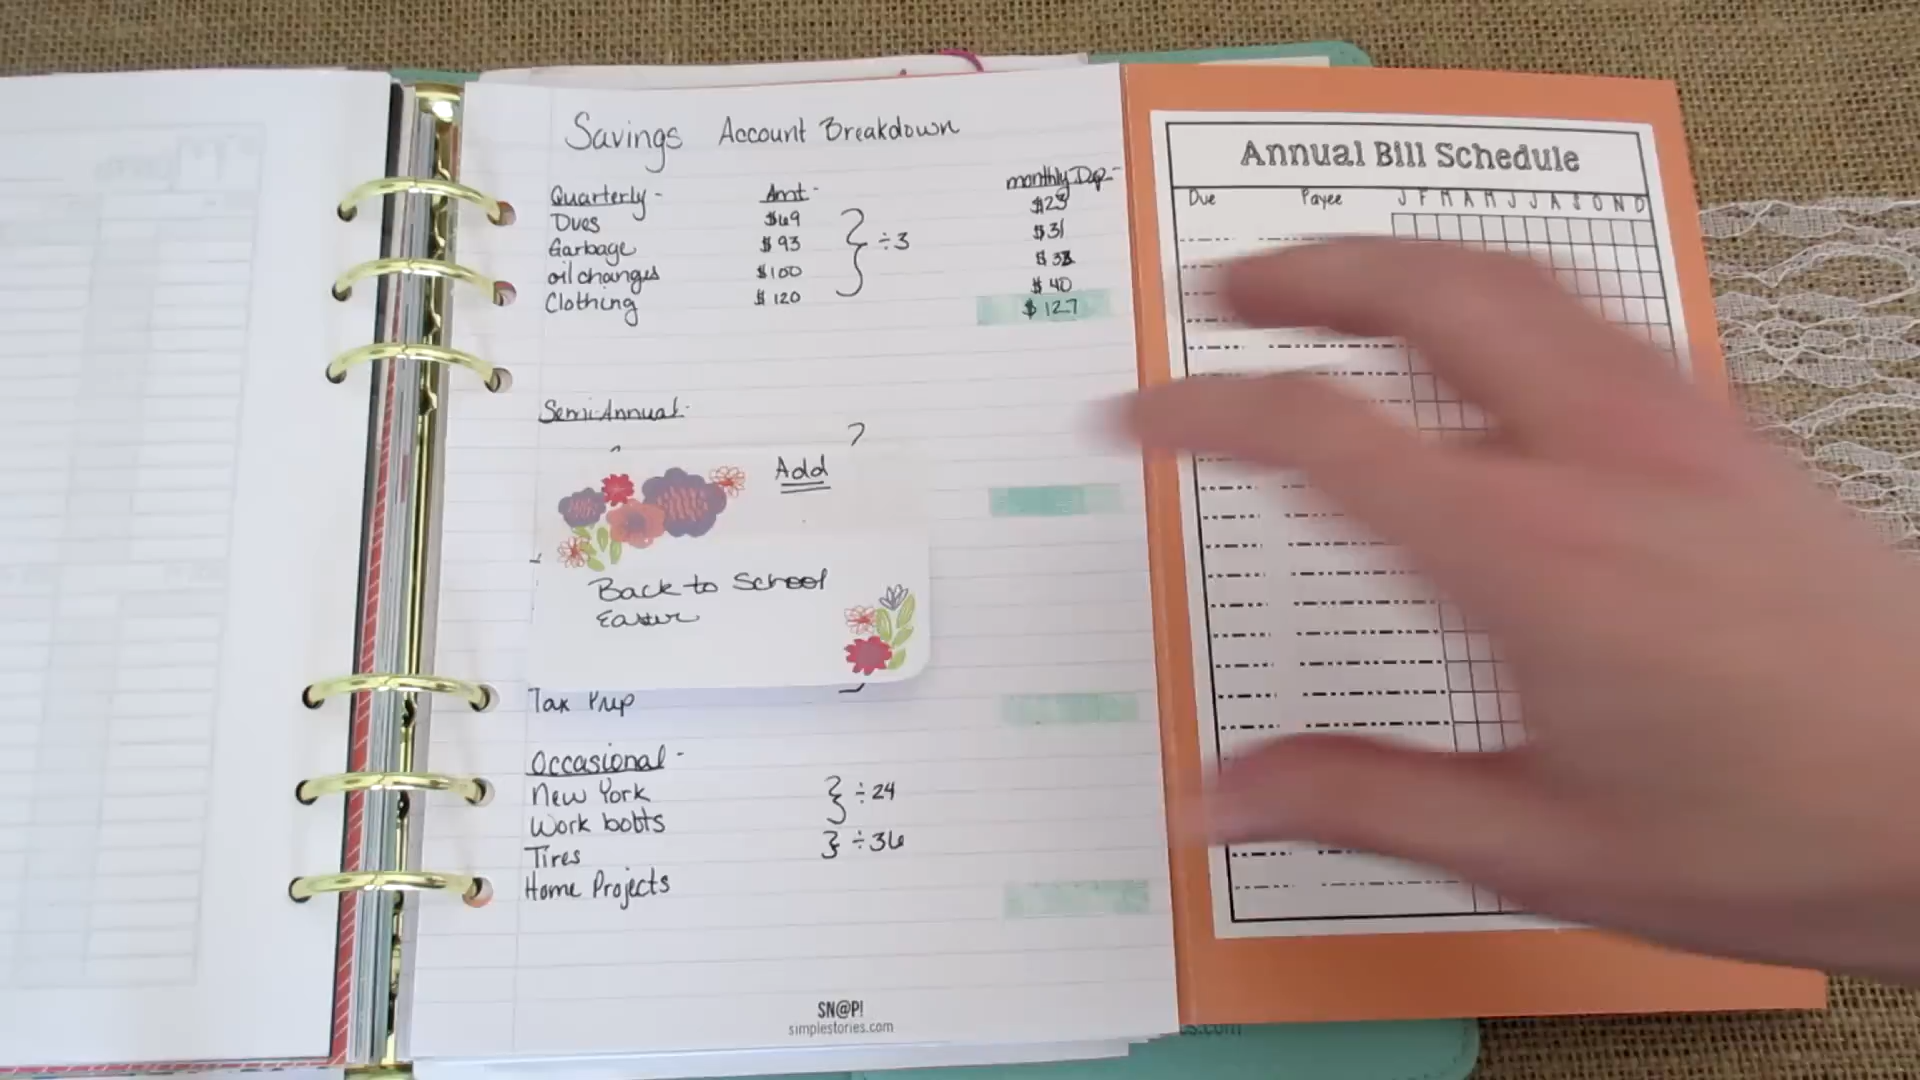 Savings Account Breakdown
Quarterly - Amt - monthly Dep -
Dues $69 $23
Garbage $93 ÷3 $31
oil changes $100 $33
Clothing $120 $40
$127
Semi-Annual -
Add
Back to School
Easter
Tax Prep
Occasional -
New York ÷24
Work boots
Tires ÷36
Home Projects
SN@P!
simplestories.com
Annual Bill Schedule
Due Payee J F M A M J J A S O N D